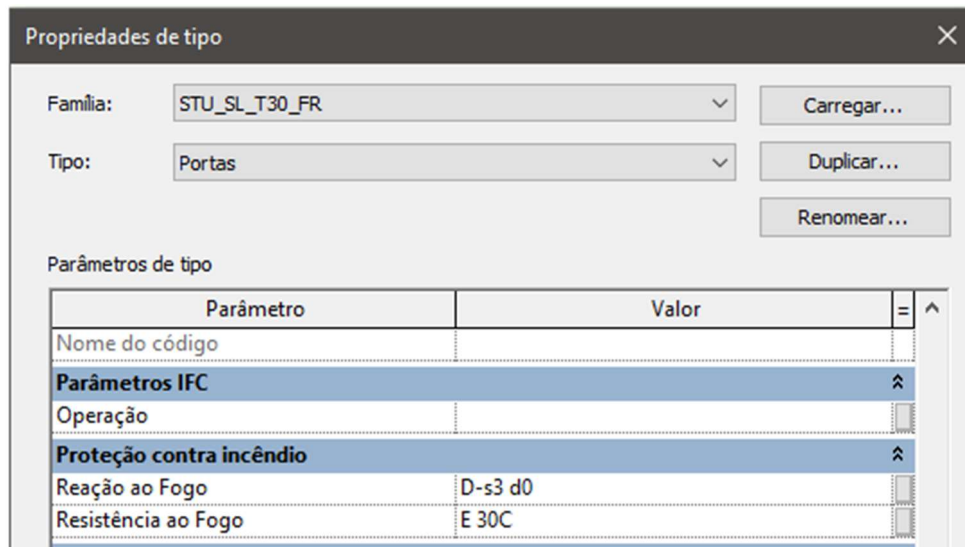 Propriedades de tipo
Família: STU_SL_T30_FR Carregar...
Tipo: Portas Duplicar...
Renomear...
Parâmetros de tipo
Parâmetro Valor =
Nome do código
Parâmetros IFC
Operação
Proteção contra incêndio
Reação ao Fogo D-s3 d0
Resistência ao Fogo E 30C